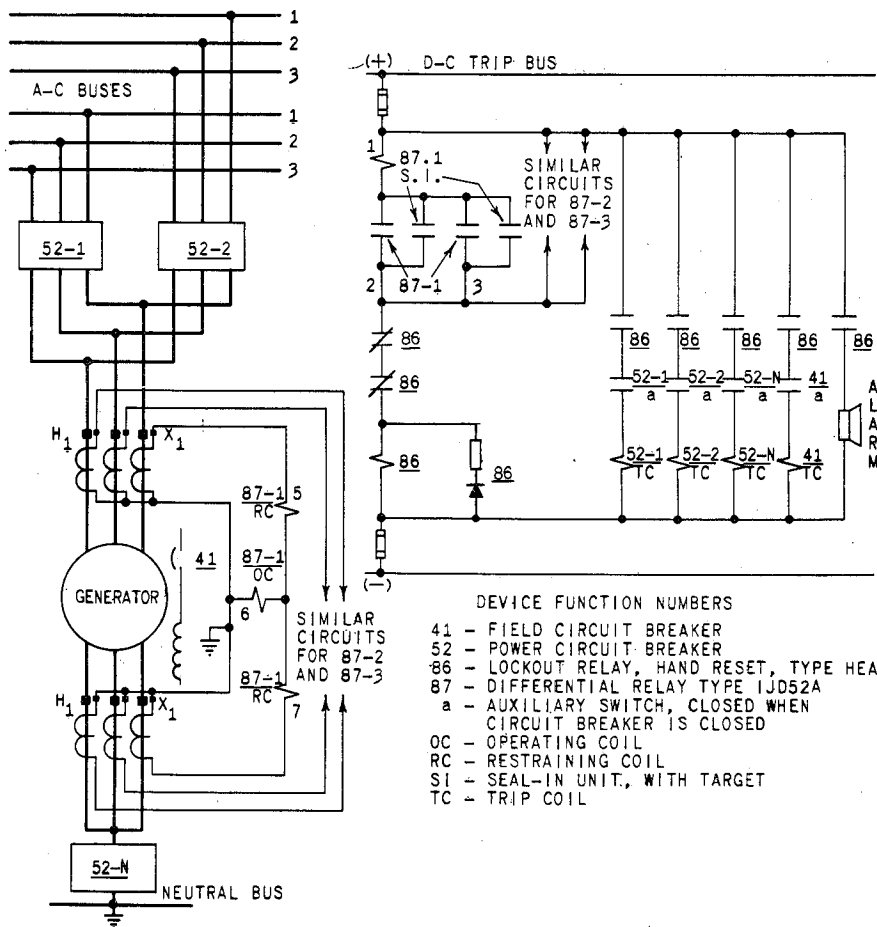 1
2
3
A-C BUSES
1
2
3
52-1
52-2
H1
X1
GENERATOR
41
87-1
RC
5
87-1
OC
6
87-1
RC
7
SIMILAR
CIRCUITS
FOR 87-2
AND 87-3
H1
X1
52-N
NEUTRAL BUS
(+)
D-C TRIP BUS
1
87.1
S.I.
SIMILAR
CIRCUITS
FOR 87-2
AND 87-3
87-1
2
3
86
86
86
86
86
86
86
86
86
52-1
a
52-2
a
52-N
a
41
a
52-1
TC
52-2
TC
52-N
TC
41
TC
ALARM
(-)
DEVICE FUNCTION NUMBERS
41 - FIELD CIRCUIT BREAKER
52 - POWER CIRCUIT BREAKER
86 - LOCKOUT RELAY, HAND RESET, TYPE HEA
87 - DIFFERENTIAL RELAY TYPE IJD52A
a - AUXILIARY SWITCH, CLOSED WHEN
CIRCUIT BREAKER IS CLOSED
OC - OPERATING COIL
RC - RESTRAINING COIL
SI - SEAL-IN UNIT, WITH TARGET
TC - TRIP COIL